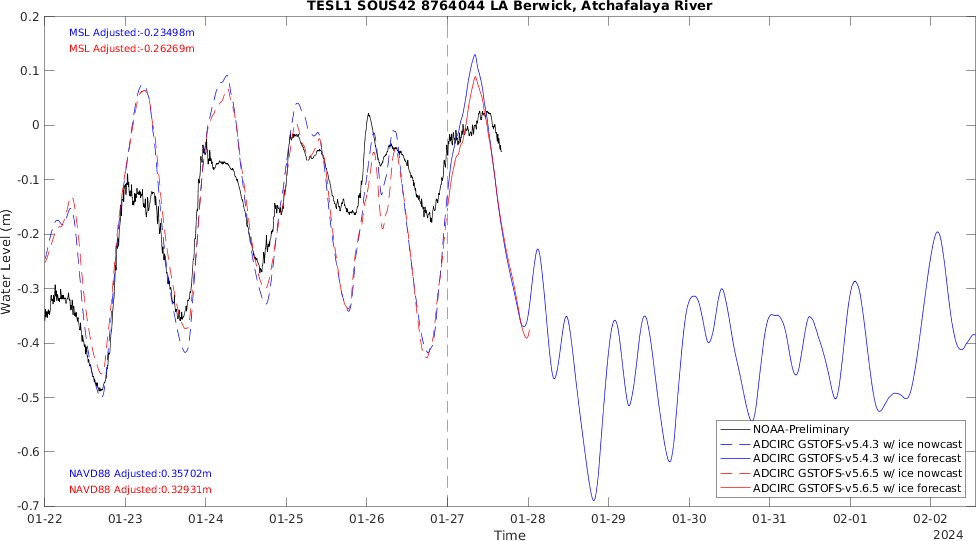 TESL1 SOUS42 8764044 LA Berwick, Atchafalaya River
MSL Adjusted:-0.23498m
MSL Adjusted:-0.26269m
0.2
0.1
0
-0.1
-0.2
-0.3
-0.4
-0.5
-0.6
-0.7
Water Level (m)
NAVD88 Adjusted:0.35702m
NAVD88 Adjusted:0.32931m
NOAA-Preliminary
ADCIRC GSTOFS-v5.4.3 w/ ice nowcast
ADCIRC GSTOFS-v5.4.3 w/ ice forecast
ADCIRC GSTOFS-v5.6.5 w/ ice nowcast
ADCIRC GSTOFS-v5.6.5 w/ ice forecast
01-22 01-23 01-24 01-25 01-26 01-27 01-28 01-29 01-30 01-31 02-01 02-02
2024
Time